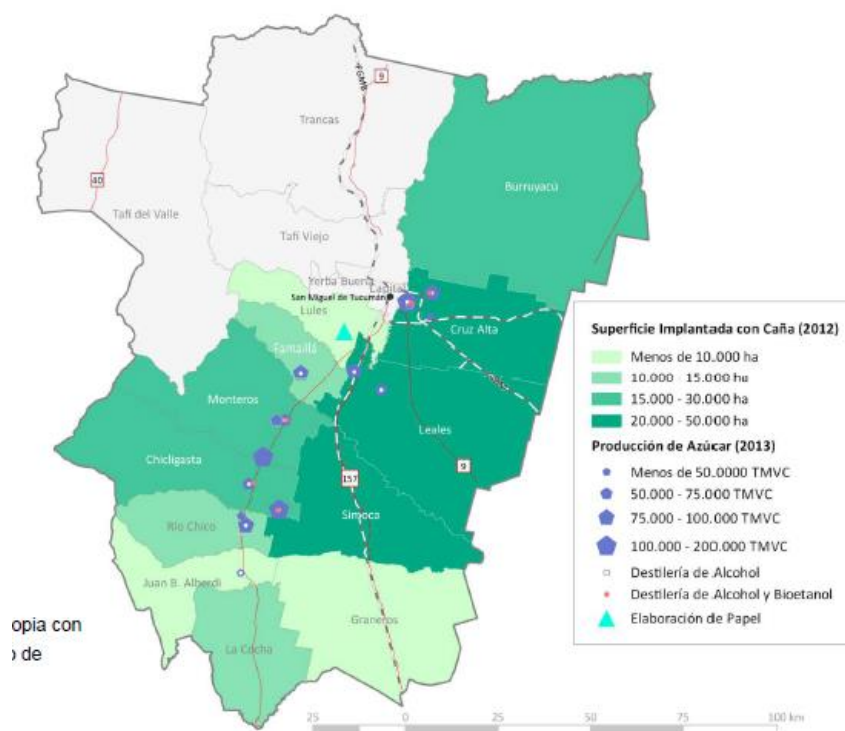 FGMB
9
Trancas
40
Burruyacú
Tafí del Valle
Tafí Viejo
Yerba Buena
Capital
San Miguel de Tucumán
Lules
Cruz Alta
Famaillá
Monteros
Leales
Chicligasta
9
157
Simoca
Río Chico
Juan B. Alberdi
Graneros
La Cocha
Superficie Implantada con Caña (2012)
Menos de 10.000 ha
10.000 - 15.000 ha
15.000 - 30.000 ha
20.000 - 50.000 ha
Producción de Azúcar (2013)
Menos de 50.0000 TMVC
50.000 - 75.000 TMVC
75.000 - 100.000 TMVC
100.000 - 200.000 TMVC
Destilería de Alcohol
Destilería de Alcohol y Bioetanol
Elaboración de Papel
opia con
o de
25 0 25 50 75 100 km